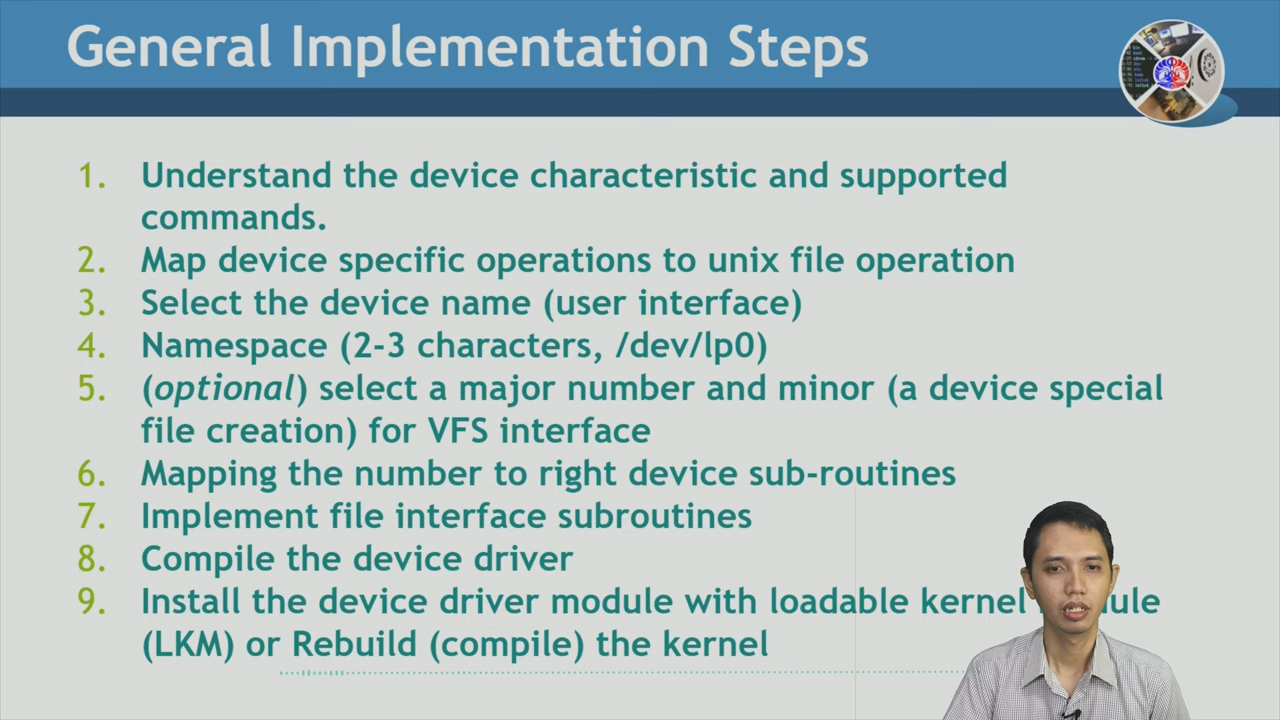 General Implementation Steps
1. Understand the device characteristic and supported
commands.
2. Map device specific operations to unix file operation
3. Select the device name (user interface)
4. Namespace (2-3 characters, /dev/lp0)
5. (optional) select a major number and minor (a device special
file creation) for VFS interface
6. Mapping the number to right device sub-routines
7. Implement file interface subroutines
8. Compile the device driver
9. Install the device driver module with loadable kernel ule
(LKM) or Rebuild (compile) the kernel